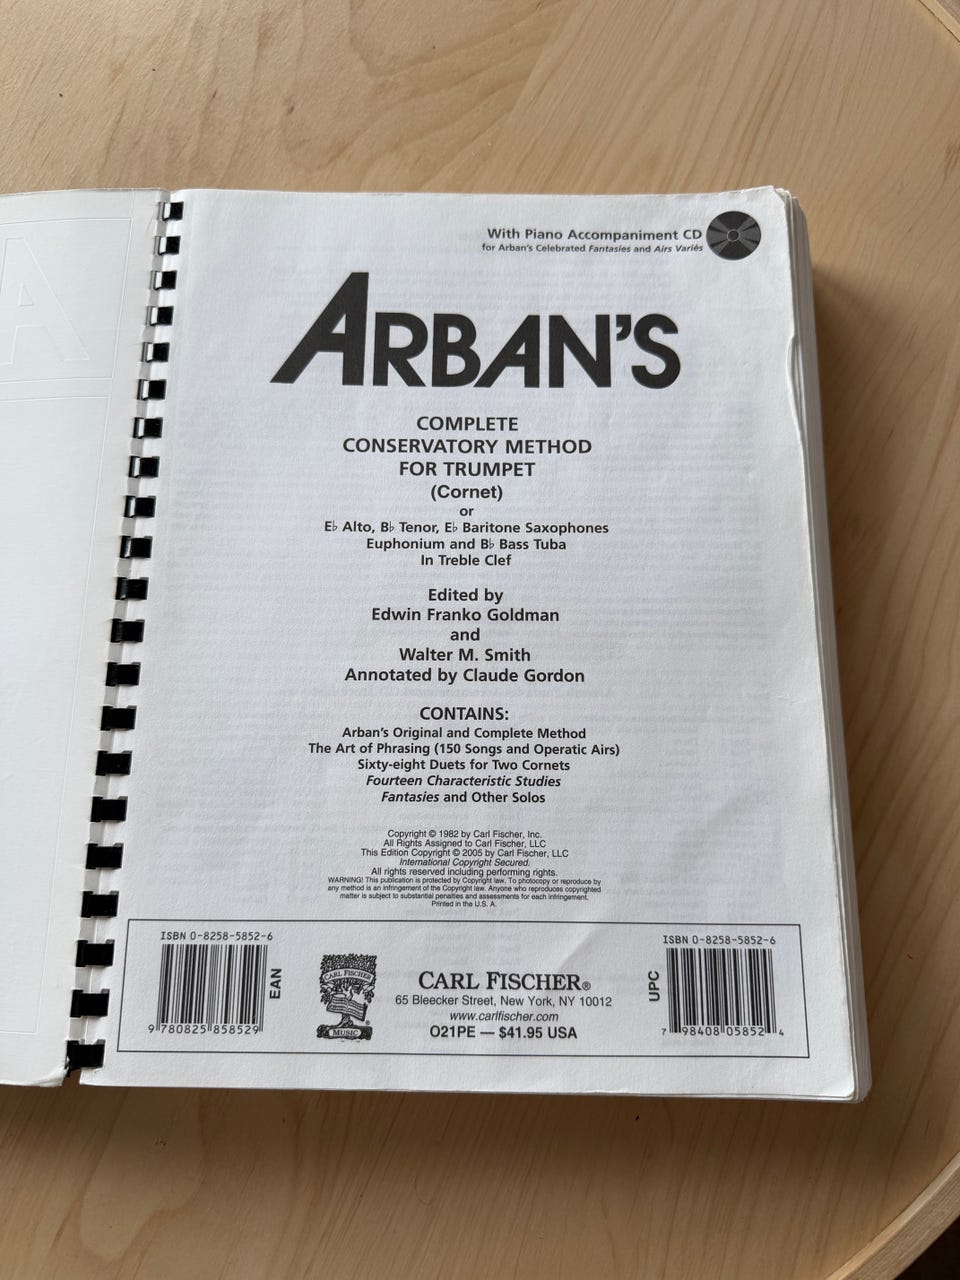 With Piano Accompaniment CD
for Arban's Celebrated Fantasies and Airs Variés
ARBAN'S
COMPLETE
CONSERVATORY METHOD
FOR TRUMPET
(Cornet)
or
E♭ Alto, B♭ Tenor, E♭ Baritone Saxophones
Euphonium and B♭ Bass Tuba
In Treble Clef
Edited by
Edwin Franko Goldman
and
Walter M. Smith
Annotated by Claude Gordon
CONTAINS:
Arban's Original and Complete Method
The Art of Phrasing (150 Songs and Operatic Airs)
Sixty-eight Duets for Two Cornets
Fourteen Characteristic Studies
Fantasies and Other Solos
Copyright © 1982 by Carl Fischer, Inc.
All Rights Assigned to Carl Fischer, LLC
This Edition Copyright © 2005 by Carl Fischer, LLC
International Copyright Secured.
All rights reserved including performing rights.
WARNING! This publication is protected by Copyright law. To photocopy or reproduce by
any method is an infringement of the Copyright law. Anyone who reproduces copyrighted
matter is subject to substantial penalties and assessments for each infringement.
Printed in the U.S. A.
ISBN 0-8258-5852-6
EAN
9 780825 858529
CARL FISCHER
MUSIC
CARL FISCHER®
65 Bleecker Street, New York, NY 10012
www.carlfischer.com
O21PE — $41.95 USA
ISBN 0-8258-5852-6
UPC
7 98408 05852 4
A